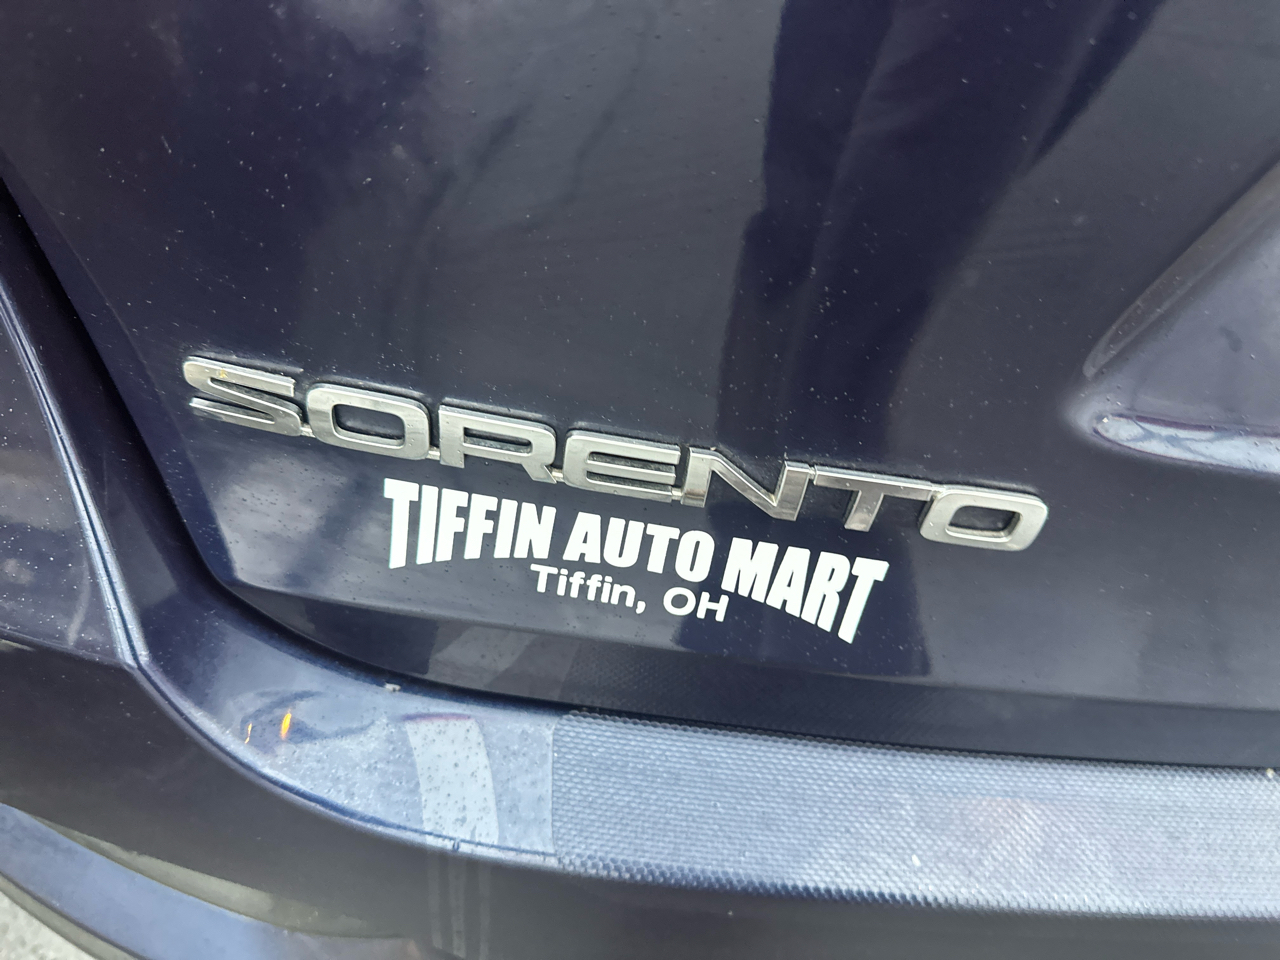 SORENTO
TIFFIN AUTO MART
Tiffin, OH